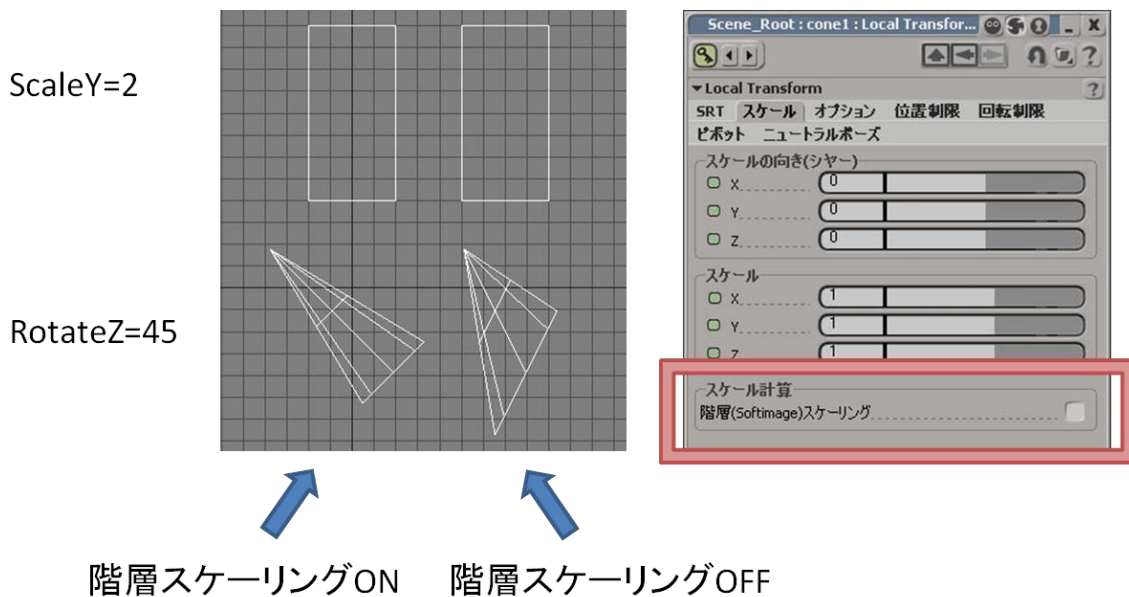 ScaleY=2
RotateZ=45
階層スケーリングON
階層スケーリングOFF
Scene_Root : cone1 : Local Transfor...
Local Transform
SRT スケール オプション 位置制限 回転制限
ピボット ニュートラルポーズ
スケールの向き(シヤー)
X 0
Y 0
Z 0
スケール
X 1
Y 1
Z 1
スケール計算
階層(Softimage)スケーリング